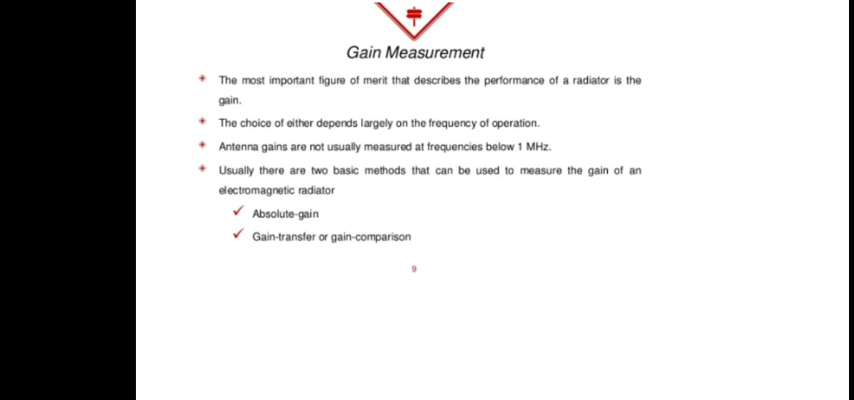 Gain Measurement
The most important figure of merit that describes the performance of a radiator is the
gain.
The choice of either depends largely on the frequency of operation.
Antenna gains are not usually measured at frequencies below 1 MHz.
Usually there are two basic methods that can be used to measure the gain of an
electromagnetic radiator
Absolute-gain
Gain-transfer or gain-comparison
9